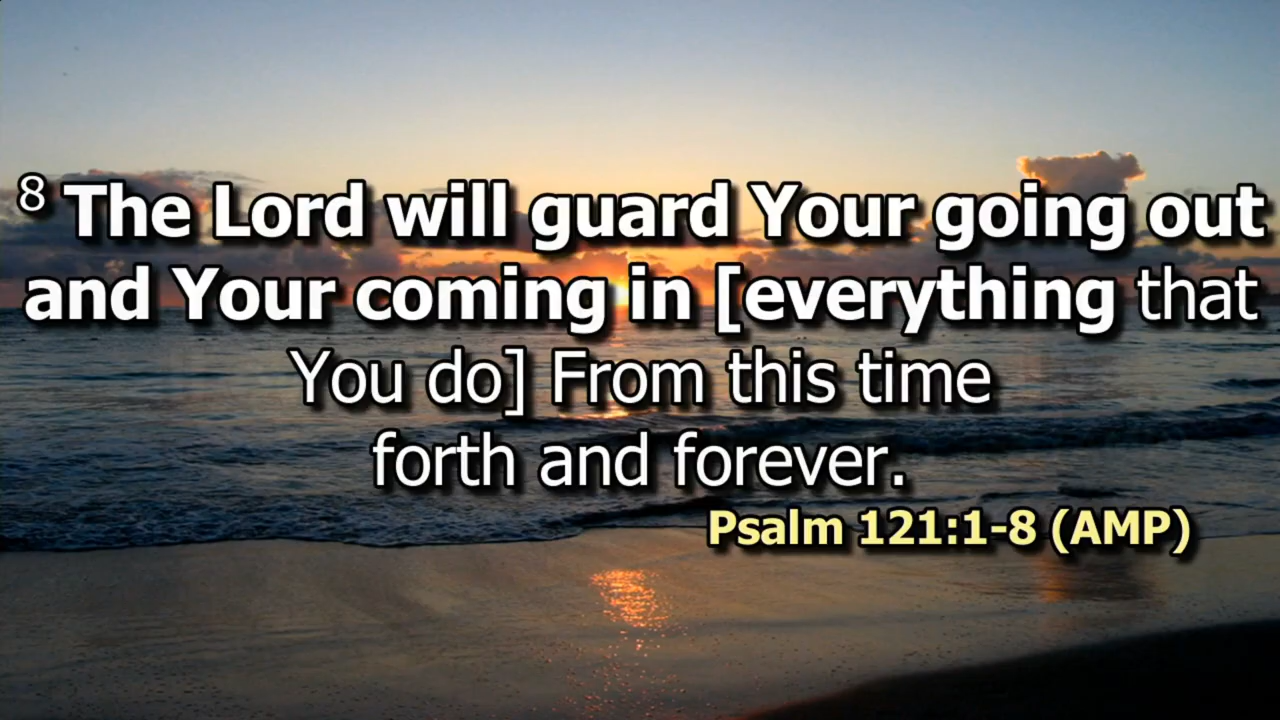 8 The Lord will guard Your going out
and Your coming in [everything that
You do] From this time
forth and forever.
Psalm 121:1-8 (AMP)